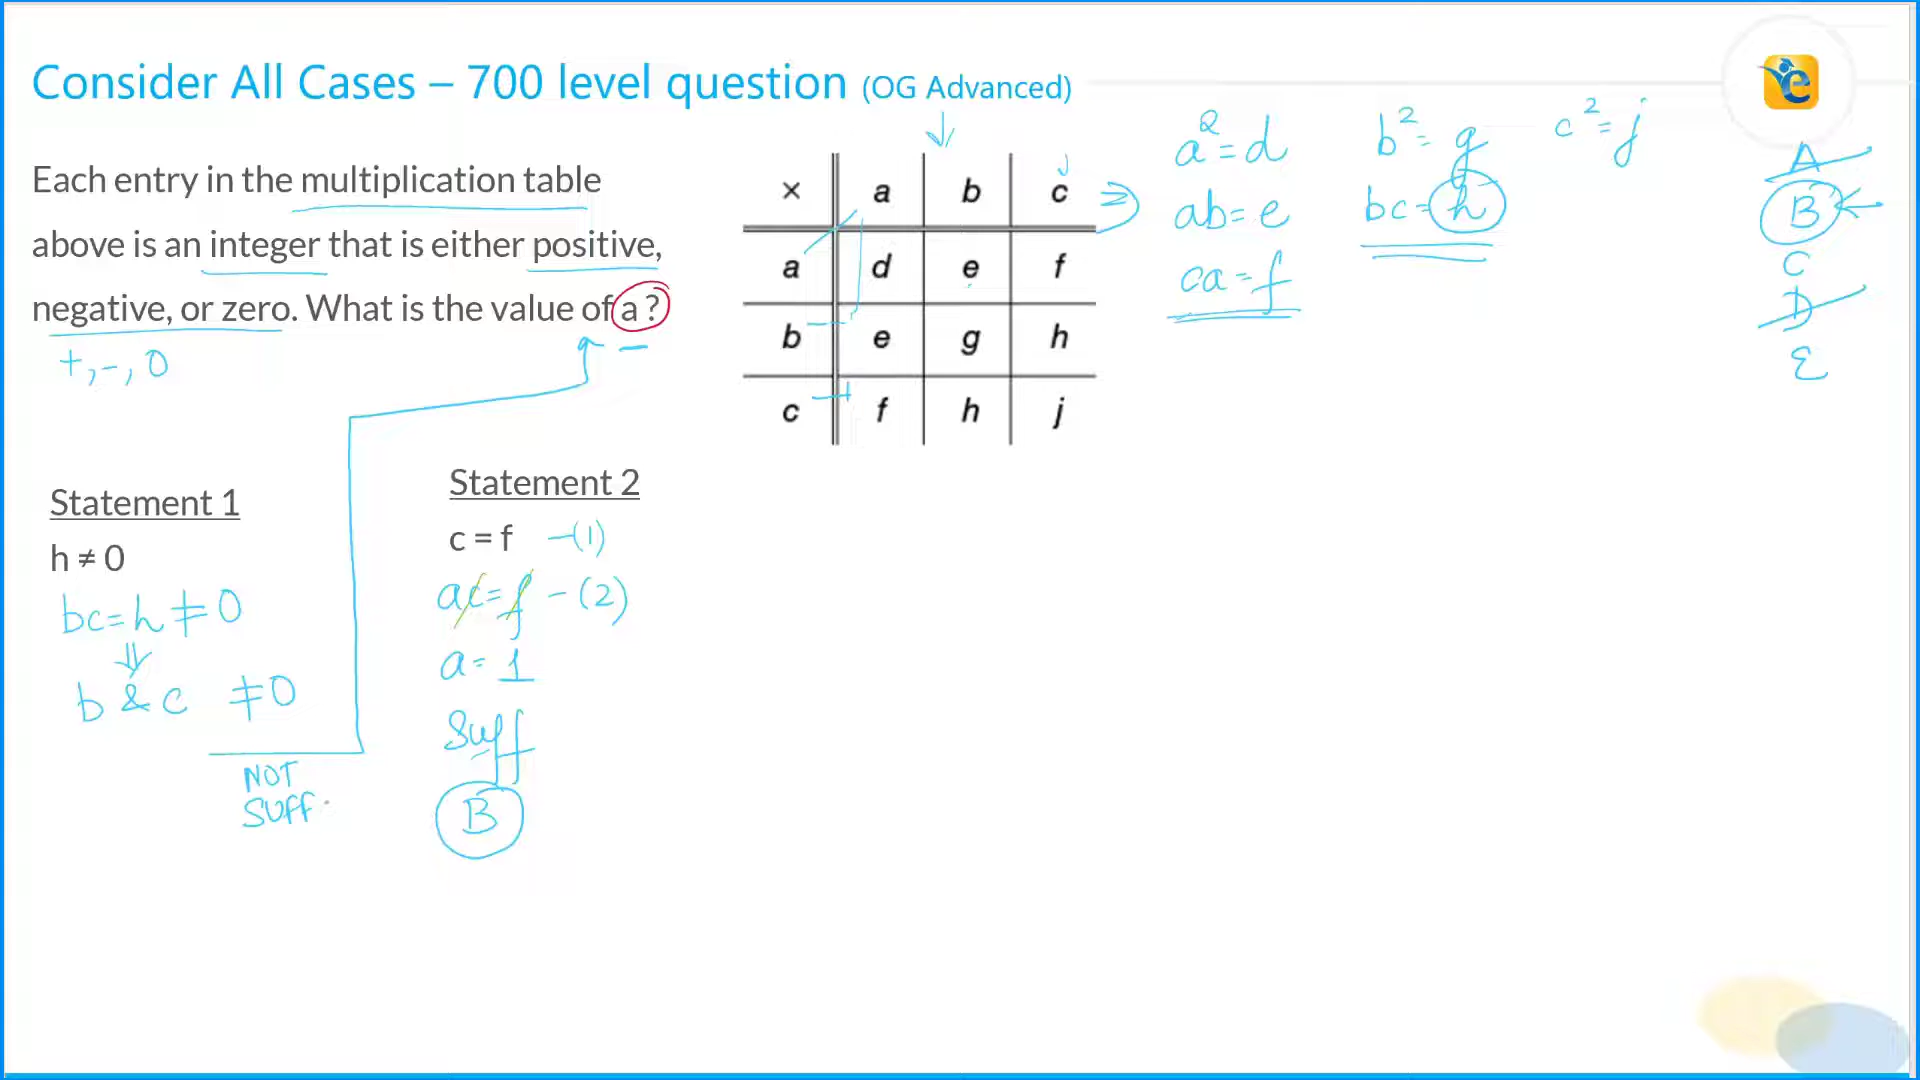 Consider All Cases – 700 level question (OG Advanced)
Each entry in the multiplication table
above is an integer that is either positive,
negative, or zero. What is the value of a ?
+, -, 0
× a b c
a d e f
b e g h
c f h j
a² = d
ab = e
ca = f
b² = g
bc = h
c² = j
A
B
C
D
E
Statement 1
h ≠ 0
bc = h ≠ 0
⇓
b & c ≠ 0
NOT
SUFF
Statement 2
c = f -(1)
ac = f -(2)
a = 1
Suff
B